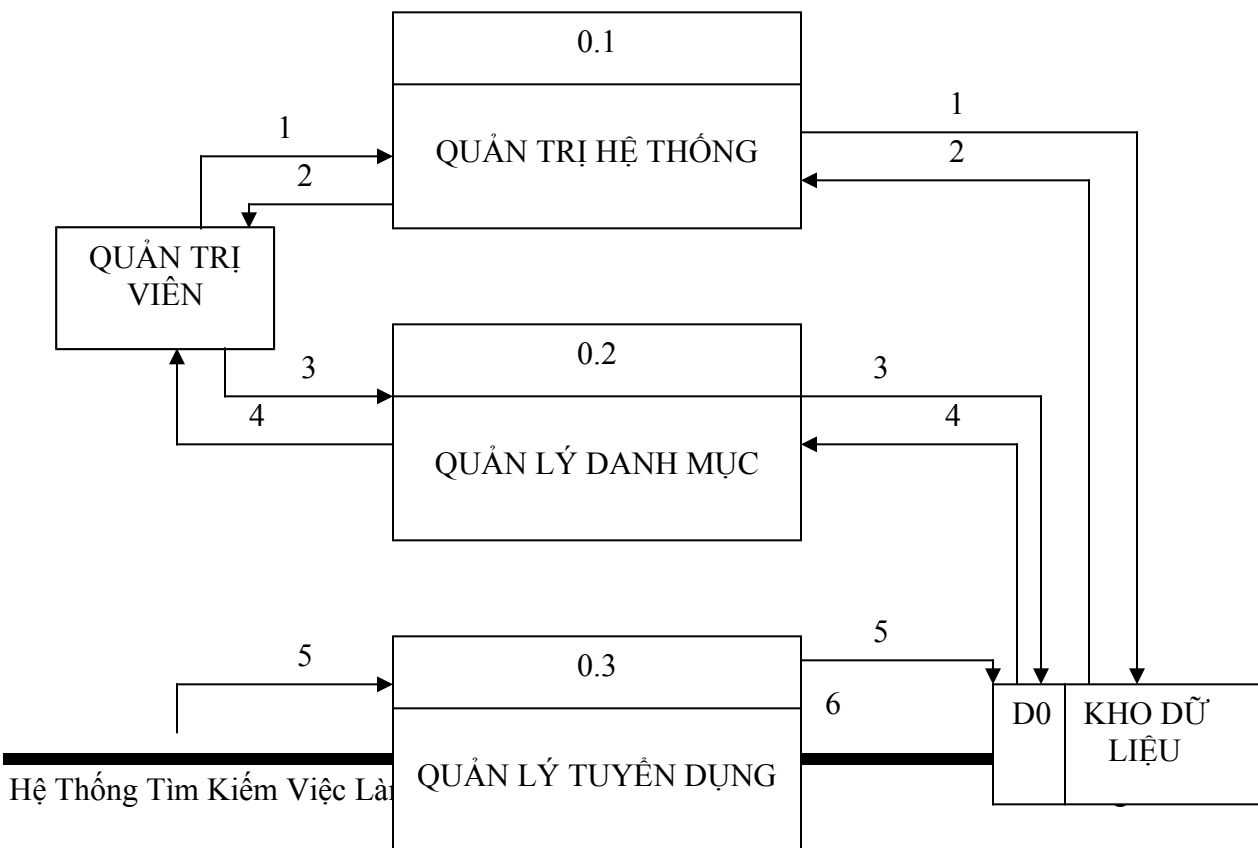 0.1
1
1
QUẢN TRỊ HỆ THỐNG
2
2
QUẢN TRỊ
VIÊN
0.2
3
3
4
4
QUẢN LÝ DANH MỤC
5
5
0.3
6
D0
KHO DỮ
LIỆU
QUẢN LÝ TUYỂN DỤNG
Hệ Thống Tìm Kiếm Việc